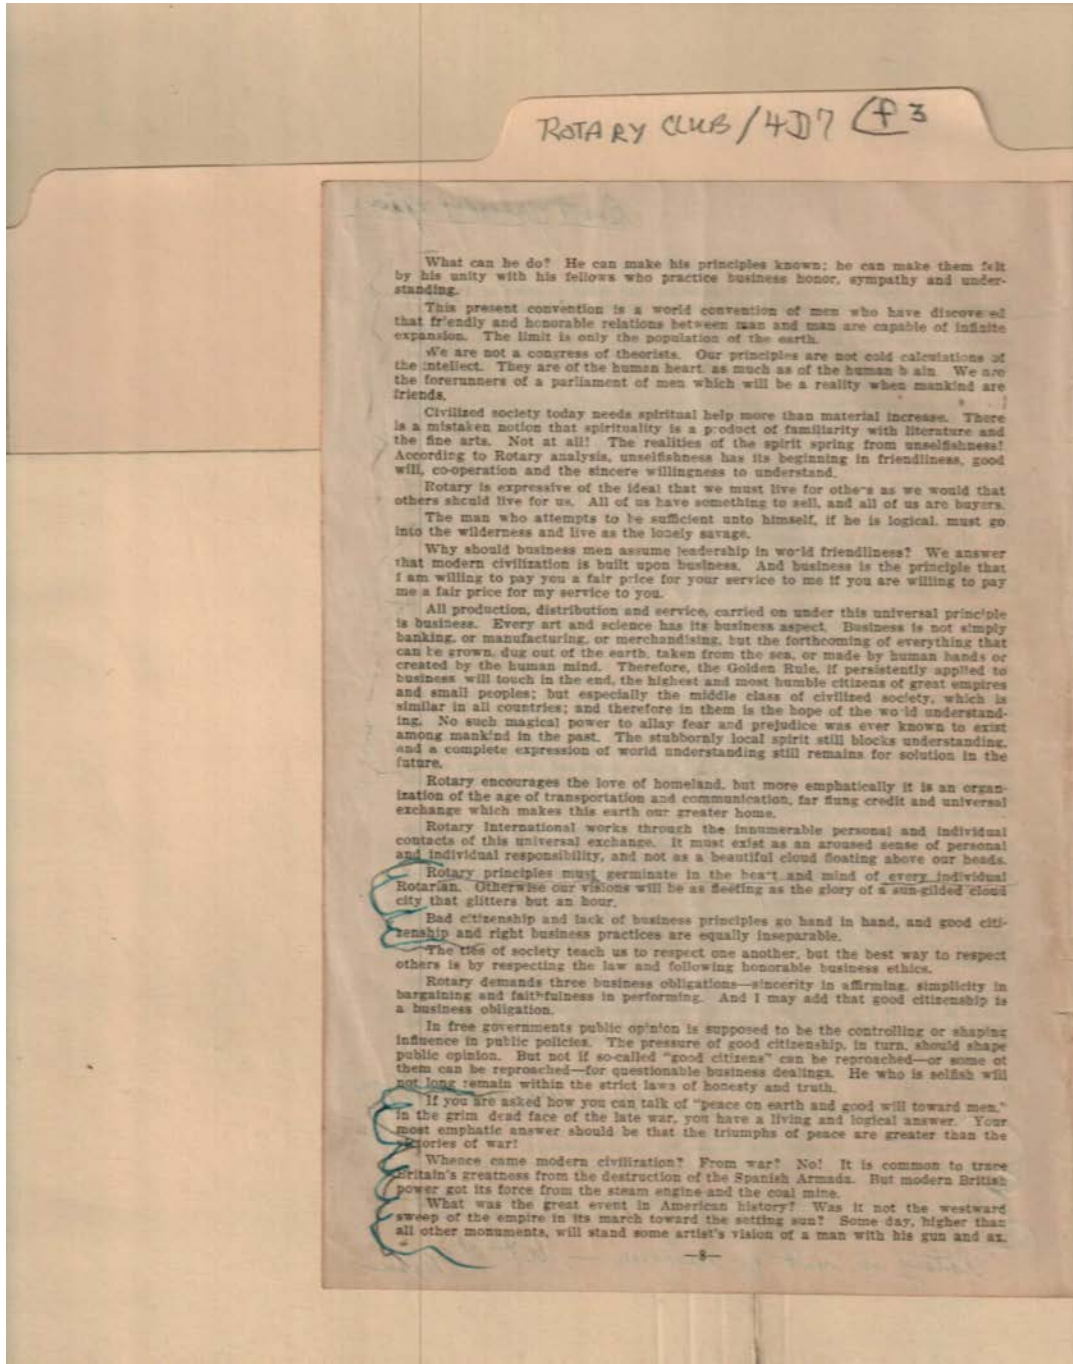 ROTARY CLUB/4D7 f3
What can he do? He can make his principles known; he can make them felt
by his unity with his fellows who practice business honor, sympathy and under-
standing.
This present convention is a world convention of men who have discove ed
that friendly and honorable relations between man and man are capable of infinite
expansion. The limit is only the population of the earth.
We are not a congress of theorists. Our principles are not cold calculations of
the intellect. They are of the human heart as much as of the human b ain. We are
the forerunners of a parliament of men which will be a reality when mankind are
friends.
Civilized society today needs spiritual help more than material increase. There
is a mistaken notion that spirituality is a product of familiarity with literature and
the fine arts. Not at all! The realities of the spirit spring from unselfishness!
According to Rotary analysis, unselfishness has its beginning in friendliness, good
will, co-operation and the sincere willingness to understand.
Rotary is expressive of the ideal that we must live for others as we would that
others should live for us. All of us have something to sell, and all of us are buyers.
The man who attempts to be sufficient unto himself, if he is logical, must go
into the wilderness and live as the lonely savage.
Why should business men assume leadership in world friendliness? We answer
that modern civilization is built upon business. And business is the principle that
I am willing to pay you a fair price for your service to me if you are willing to pay
me a fair price for my service to you.
All production, distribution and service, carried on under this universal principle
is business. Every art and science has its business aspect. Business is not simply
banking, or manufacturing, or merchandising, but the forthcoming of everything that
can be grown, dug out of the earth, taken from the sea, or made by human hands or
created by the human mind. Therefore, the Golden Rule, if persistently applied to
business will touch in the end, the highest and most humble citizens of great empires
and small peoples; but especially the middle class of civilized society, which is
similar in all countries; and therefore in them is the hope of the wo ld understand-
ing. No such magical power to allay fear and prejudice was ever known to exist
among mankind in the past. The stubbornly local spirit still blocks understanding,
and a complete expression of world understanding still remains for solution in the
future.
Rotary encourages the love of homeland, but more emphatically it is an organ-
ization of the age of transportation and communication, far flung credit and universal
exchange which makes this earth our greater home.
Rotary International works through the innumerable personal and individual
contacts of this universal exchange. It must exist as an aroused sense of personal
and individual responsibility, and not as a beautiful cloud floating above our heads.
Rotary principles must germinate in the heart and mind of every individual
Rotarian. Otherwise our visions will be as fleeting as the glory of a sun-gilded cloud
city that glitters but an hour.
Bad citizenship and lack of business principles go hand in hand, and good citi-
zenship and right business practices are equally inseparable.
The ties of society teach us to respect one another, but the best way to respect
others is by respecting the law and following honorable business ethics.
Rotary demands three business obligations—sincerity in affirming, simplicity in
bargaining and faithfulness in performing. And I may add that good citizenship is
a business obligation.
In free governments public opinion is supposed to be the controlling or shaping
influence in public policies. The pressure of good citizenship, in turn, should shape
public opinion. But not if so-called "good citizens" can be reproached—or some of
them can be reproached—for questionable business dealings. He who is selfish will
not long remain within the strict laws of honesty and truth.
If you are asked how you can talk of "peace on earth and good will toward men,"
in the grim dead face of the late war, you have a living and logical answer. Your
most emphatic answer should be that the triumphs of peace are greater than the
victories of war!
Whence came modern civilization? From war? No! It is common to trace
Britain's greatness from the destruction of the Spanish Armada. But modern British
power got its force from the steam engine and the coal mine.
What was the great event in American history? Was it not the westward
sweep of the empire in its march toward the setting sun? Some day, higher than
all other monuments, will stand some artist's vision of a man with his gun and ax,
—8—